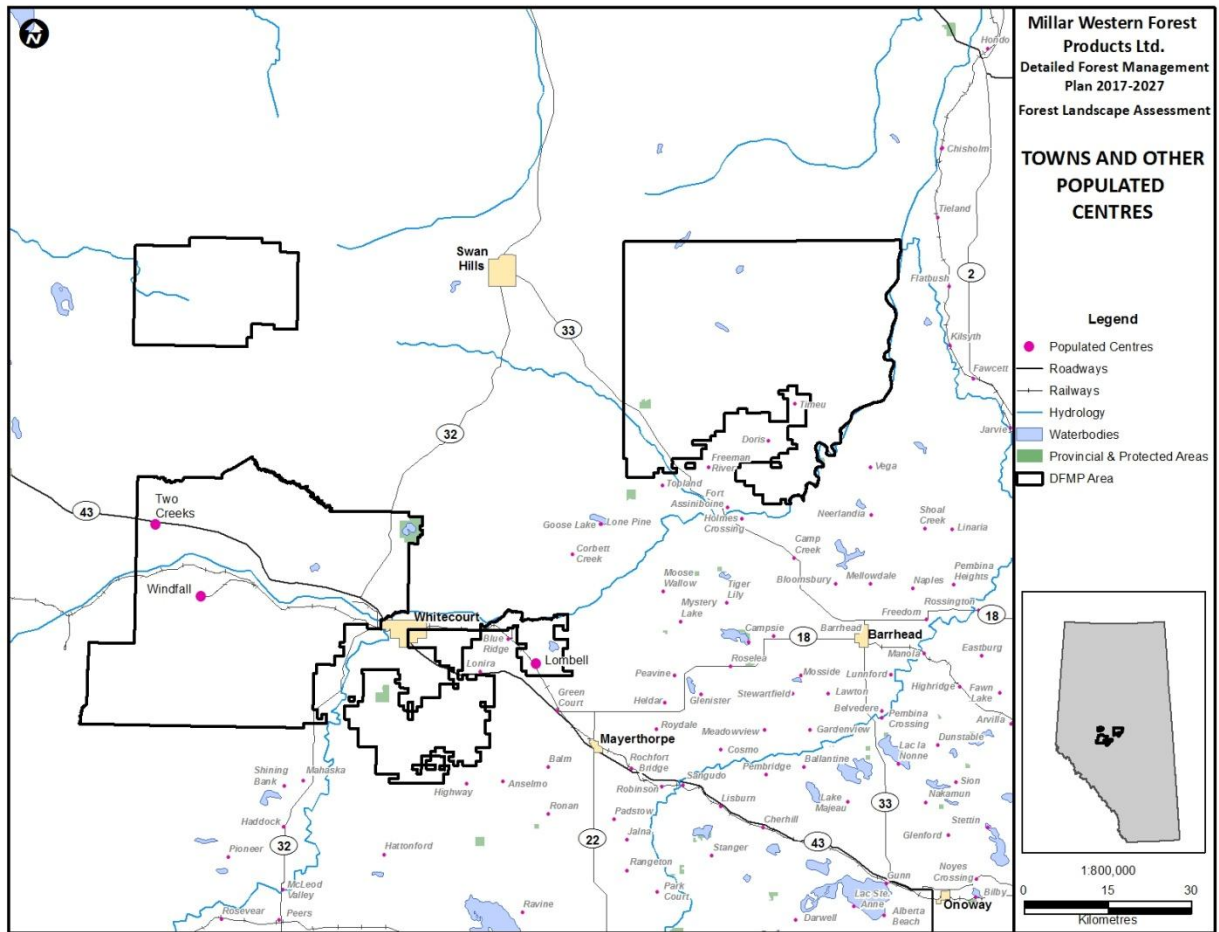 N
Millar Western Forest
Products Ltd.
Detailed Forest Management
Plan 2017-2027
Forest Landscape Assessment
TOWNS AND OTHER
POPULATED
CENTRES
Legend
Populated Centres
Roadways
Railways
Hydrology
Waterbodies
Provincial & Protected Areas
DFMP Area
1:800,000
0 15 30
Kilometres
Hondo
Chisholm
Tieland
2
Flatbush
Kilsyth
Fawcett
Jarvie
Swan
Hills
33
32
Timeu
Doris
Freeman
River
Topland
Fort
Assiniboine
Holmes
Crossing
Vega
Neerlandia
Shoal
Creek
Linaria
Two
Creeks
43
Windfall
Goose Lake
Lone Pine
Corbett
Creek
Camp
Creek
Bloomsbury
Mellowdale
Naples
Pembina
Heights
Moose
Wallow
Tiger
Lily
Mystery
Lake
Freedom
Rossington
18
Whitecourt
Blue
Ridge
Lombell
Lonira
Campsie
18
Barrhead
Barrhead
Manola
Eastburg
Roselea
Peavine
Mosside
Lunnford
Highridge
Fawn
Lake
Green
Court
Heldar
Glenister
Stewartfield
Lawton
Belvedere
Pembina
Crossing
Arvilla
Roydale
Meadowview
Gardenview
Lac la
Nonne
Dunstable
Mayerthorpe
Cosmo
Rochfort
Bridge
Pembridge
Ballantine
Balm
Shining
Bank
Mahaska
Highway
Anselmo
Robinson
Sangudo
Sion
Nakamun
Lisburn
Lake
Majeau
33
Ronan
Padstow
Cherhill
Stettin
Haddock
Jalna
Glenford
32
22
43
Pioneer
Hattonford
Stanger
Rangeton
Noyes
Crossing
McLeod
Valley
Park
Court
Gunn
Bilby
Onoway
Lac Ste.
Anne
Alberta
Beach
Rosevear
Peers
Ravine
Darwell